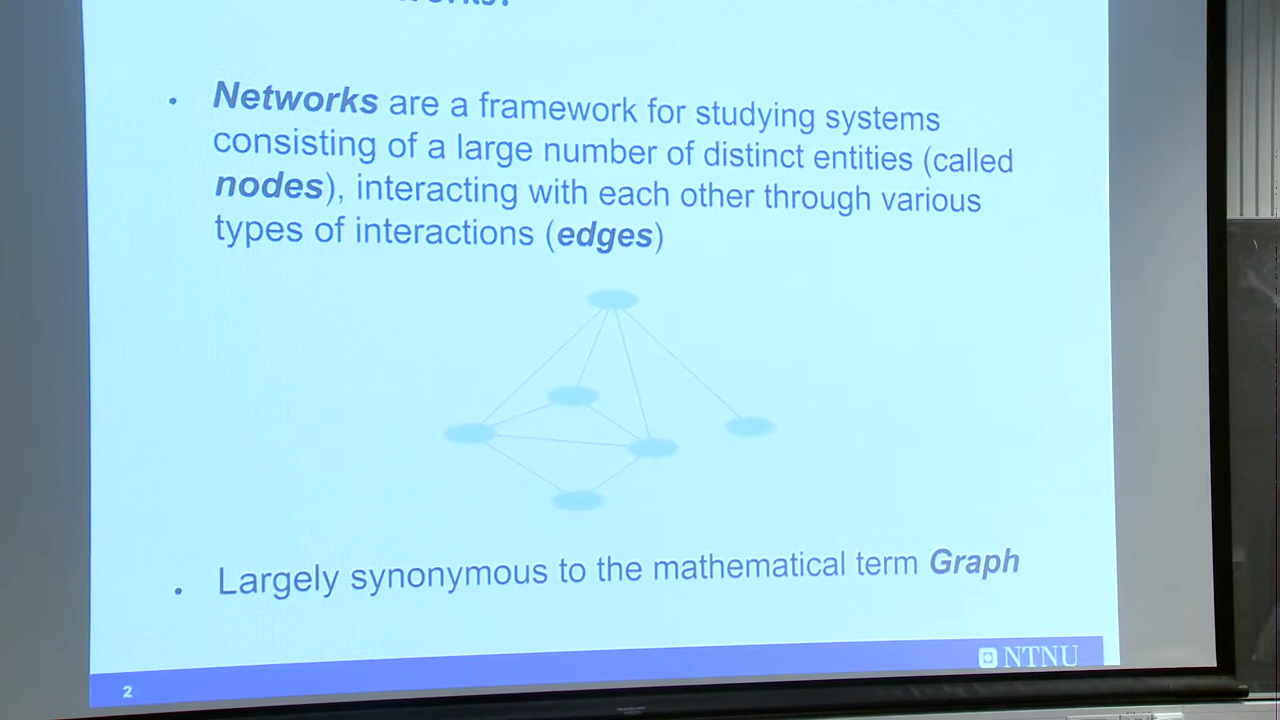 Networks are a framework for studying systems
consisting of a large number of distinct entities (called
nodes), interacting with each other through various
types of interactions (edges)
Largely synonymous to the mathematical term Graph
2
NTNU